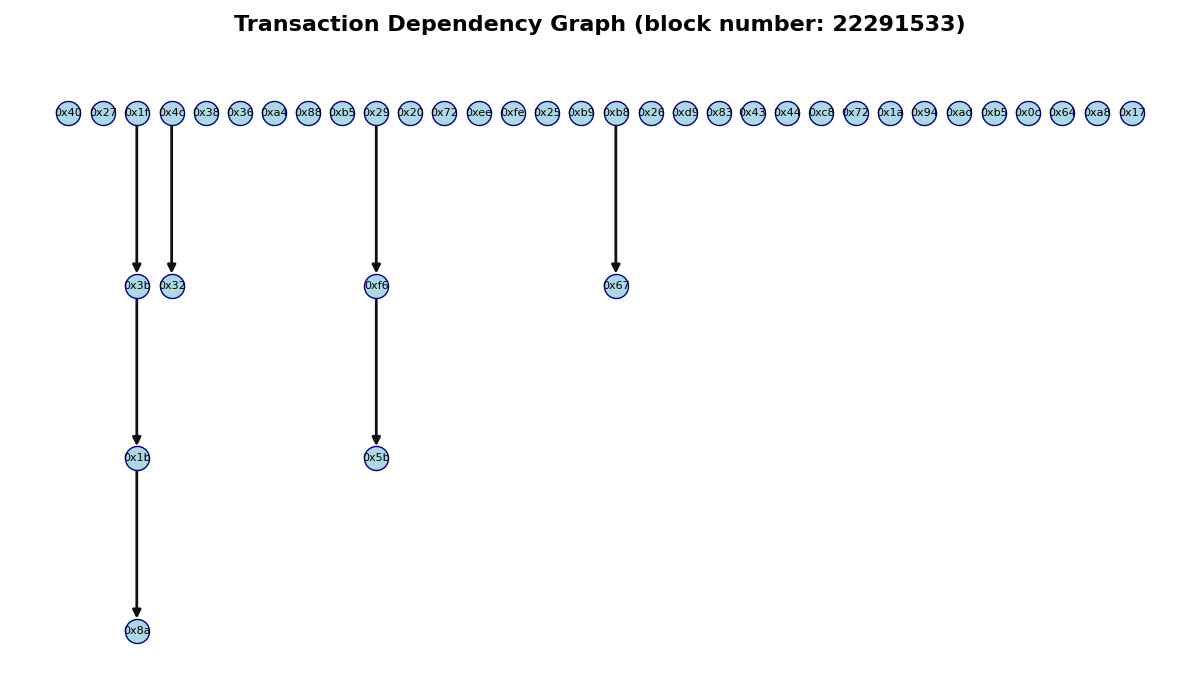 Transaction Dependency Graph (block number: 22291533)
0x40 0x27 0x1f 0x4c 0x38 0x36 0xa4 0x88 0xb5 0x29 0x20 0x72 0xee 0xfe 0x25 0xb9 0xb8 0x26 0xd9 0x83 0x43 0x44 0xc8 0x72 0x1a 0x94 0xad 0xb5 0x0c 0x64 0xa8 0x17
0x3b 0x32 0xf6 0x67
0x1b 0x5b
0x8a